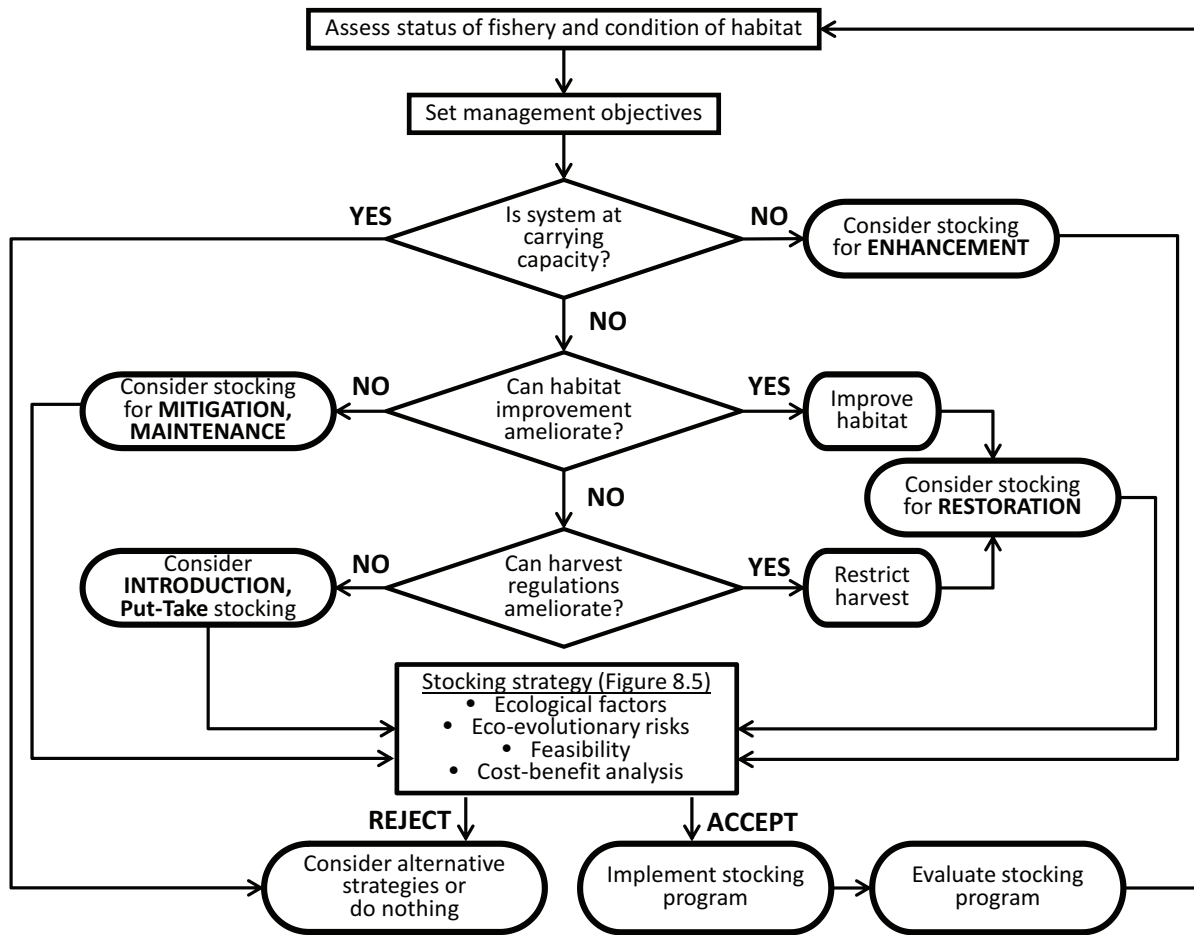 Assess status of fishery and condition of habitat
Set management objectives
YES
Is system at
carrying
capacity?
NO
Consider stocking
for ENHANCEMENT
NO
Consider stocking
for MITIGATION,
MAINTENANCE
NO
Can habitat
improvement
ameliorate?
YES
Improve
habitat
NO
Consider stocking
for RESTORATION
Consider
INTRODUCTION,
Put-Take stocking
NO
Can harvest
regulations
ameliorate?
YES
Restrict
harvest
Stocking strategy (Figure 8.5)
• Ecological factors
• Eco-evolutionary risks
• Feasibility
• Cost-benefit analysis
REJECT
ACCEPT
Consider alternative
strategies or
do nothing
Implement stocking
program
Evaluate stocking
program